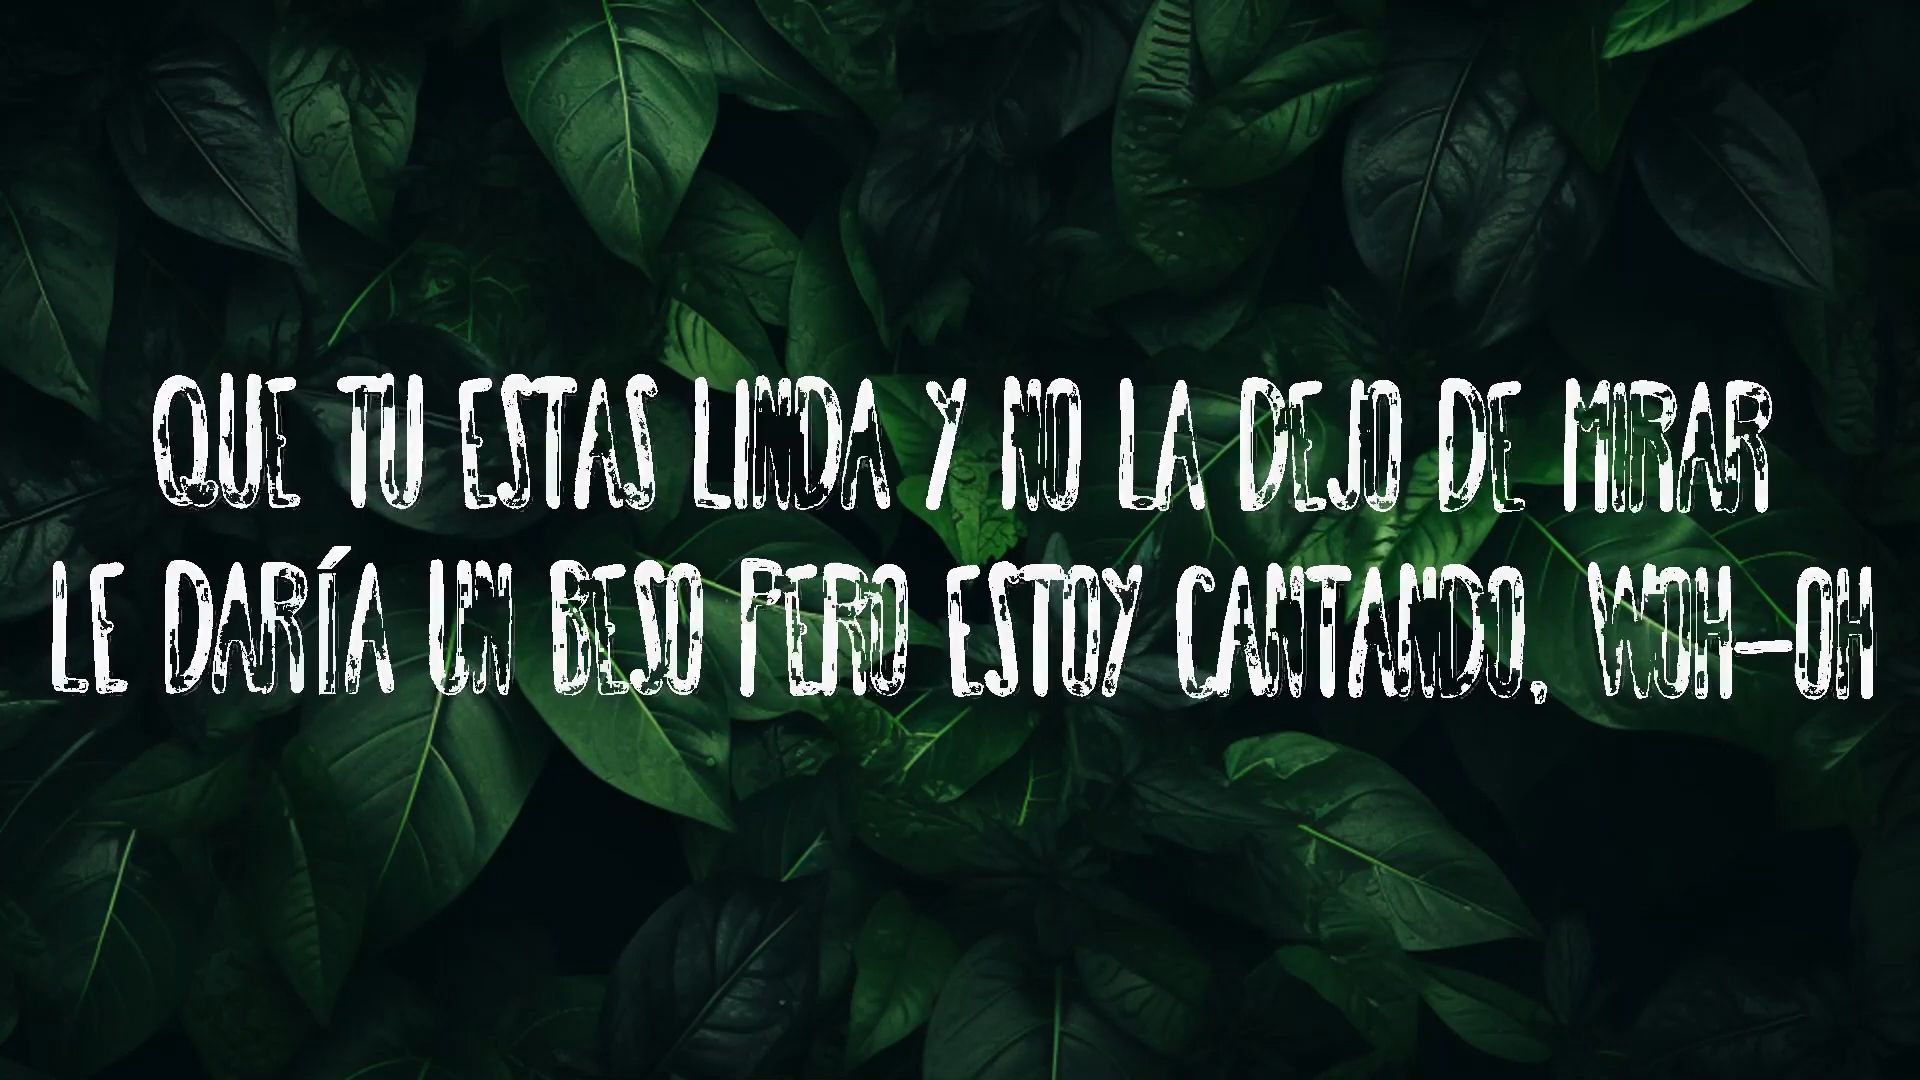 QUE TU ESTAS LINDA Y NO LA DEJO DE MIRAR
LE DARÍA UN BESO PERO ESTOY CANTANDO, WOH-OH